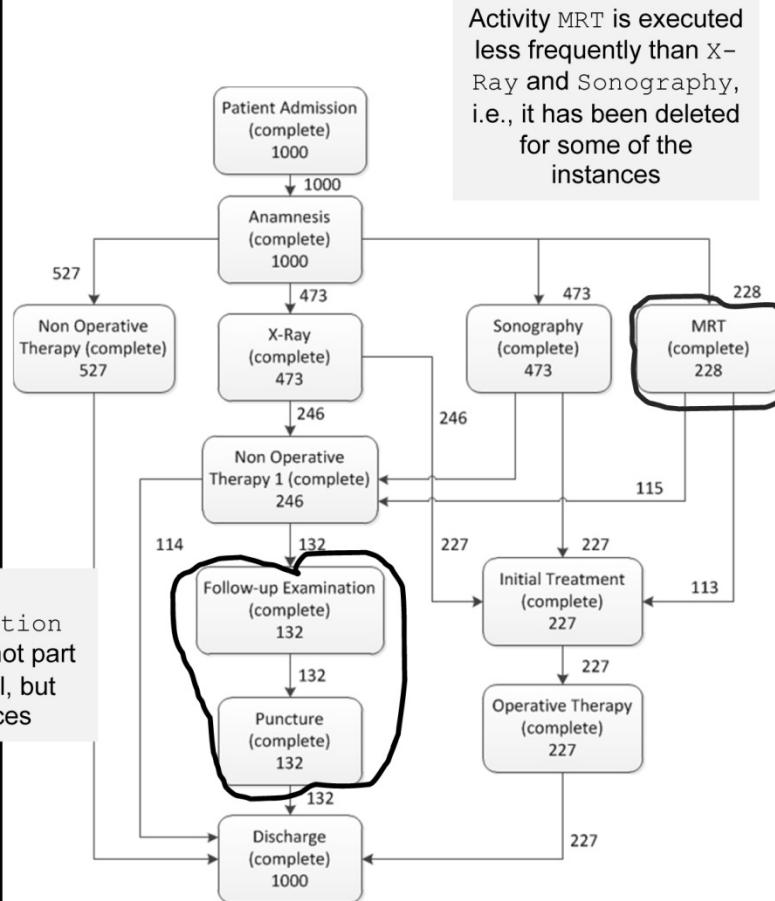 Activity MRT is executed
less frequently than X-
Ray and Sonography,
i.e., it has been deleted
for some of the
instances
Patient Admission
(complete)
1000
1000
Anamnesis
(complete)
1000
527
473
473
228
Non Operative
Therapy (complete)
527
X-Ray
(complete)
473
Sonography
(complete)
473
MRT
(complete)
228
246
246
Non Operative
Therapy 1 (complete)
246
115
114
132
227
227
113
Follow-up Examination
(complete)
132
Initial Treatment
(complete)
227
tion
not part
l, but
ces
132
227
Puncture
(complete)
132
Operative Therapy
(complete)
227
132
227
Discharge
(complete)
1000